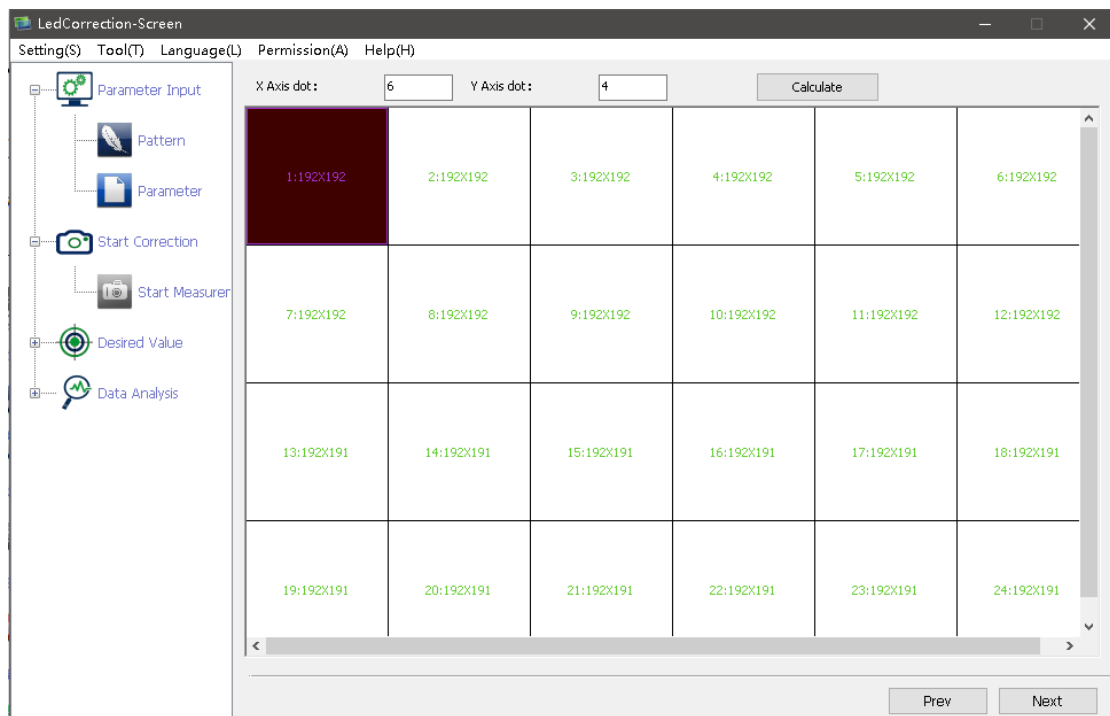 LedCorrection-Screen
Setting(S) Tool(T) Language(L) Permission(A) Help(H)
Parameter Input
Pattern
Parameter
Start Correction
Start Measurer
Desired Value
Data Analysis
X Axis dot: 6 Y Axis dot: 4 Calculate
1:192X192 2:192X192 3:192X192 4:192X192 5:192X192 6:192X192
7:192X192 8:192X192 9:192X192 10:192X192 11:192X192 12:192X192
13:192X191 14:192X191 15:192X191 16:192X191 17:192X191 18:192X191
19:192X191 20:192X191 21:192X191 22:192X191 23:192X191 24:192X191
Prev Next